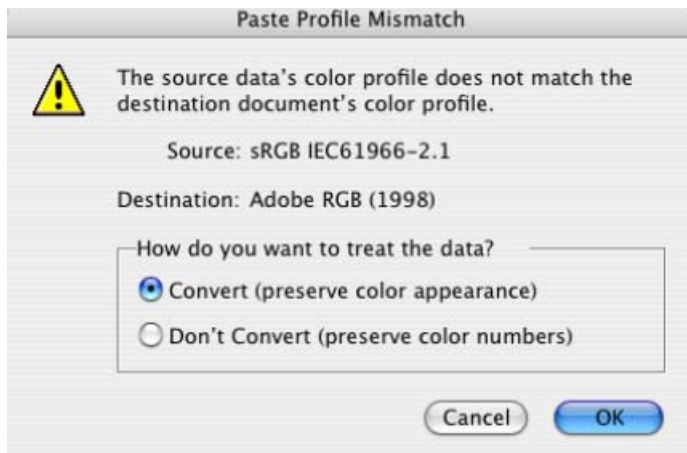 Paste Profile Mismatch
The source data's color profile does not match the
destination document's color profile.
Source: sRGB IEC61966-2.1
Destination: Adobe RGB (1998)
How do you want to treat the data?
Convert (preserve color appearance)
Don't Convert (preserve color numbers)
Cancel OK